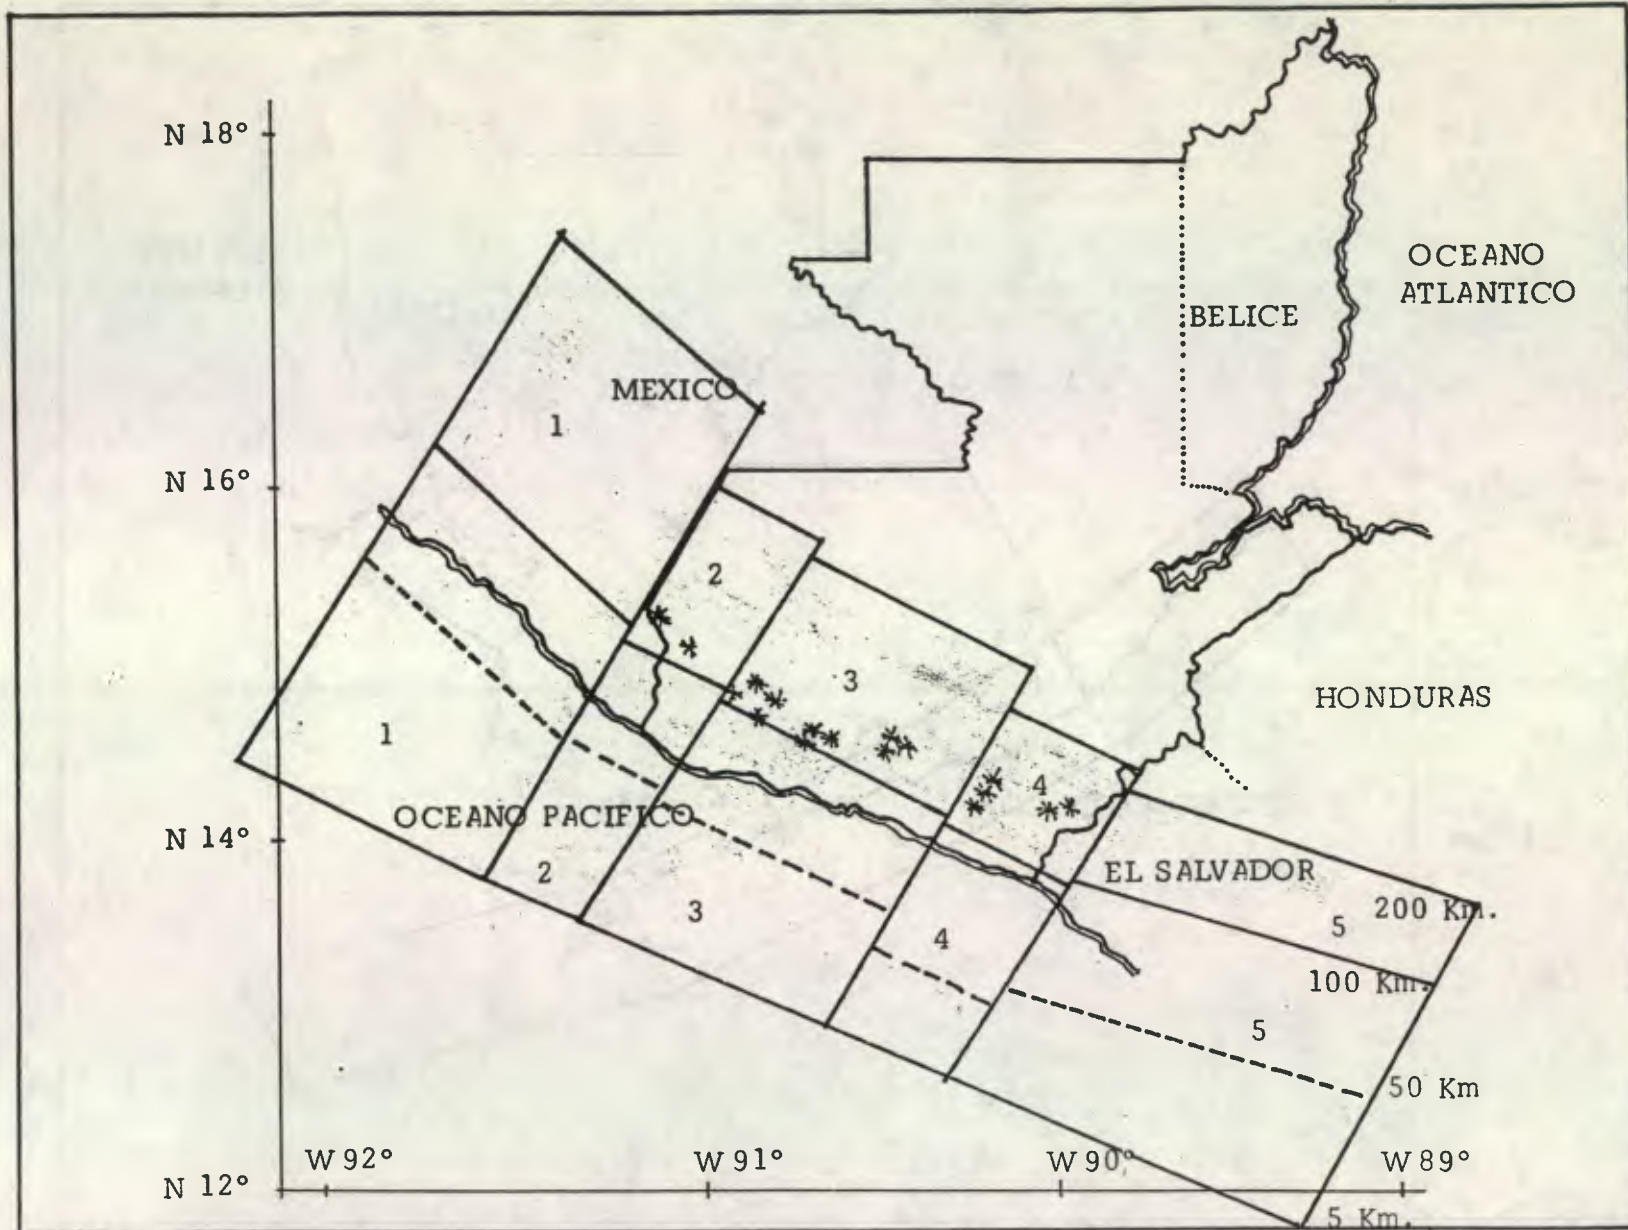 N 18°
OCEANO
ATLANTICO
BELICE
MEXICO
1
N 16°
2
3
HONDURAS
1
4
OCEANO PACIFICO
N 14°
2
EL SALVADOR
3
200 Km.
5
4
100 Km.
5
50 Km
W 92°
W 91°
W 90°
W 89°
N 12°
5 Km.